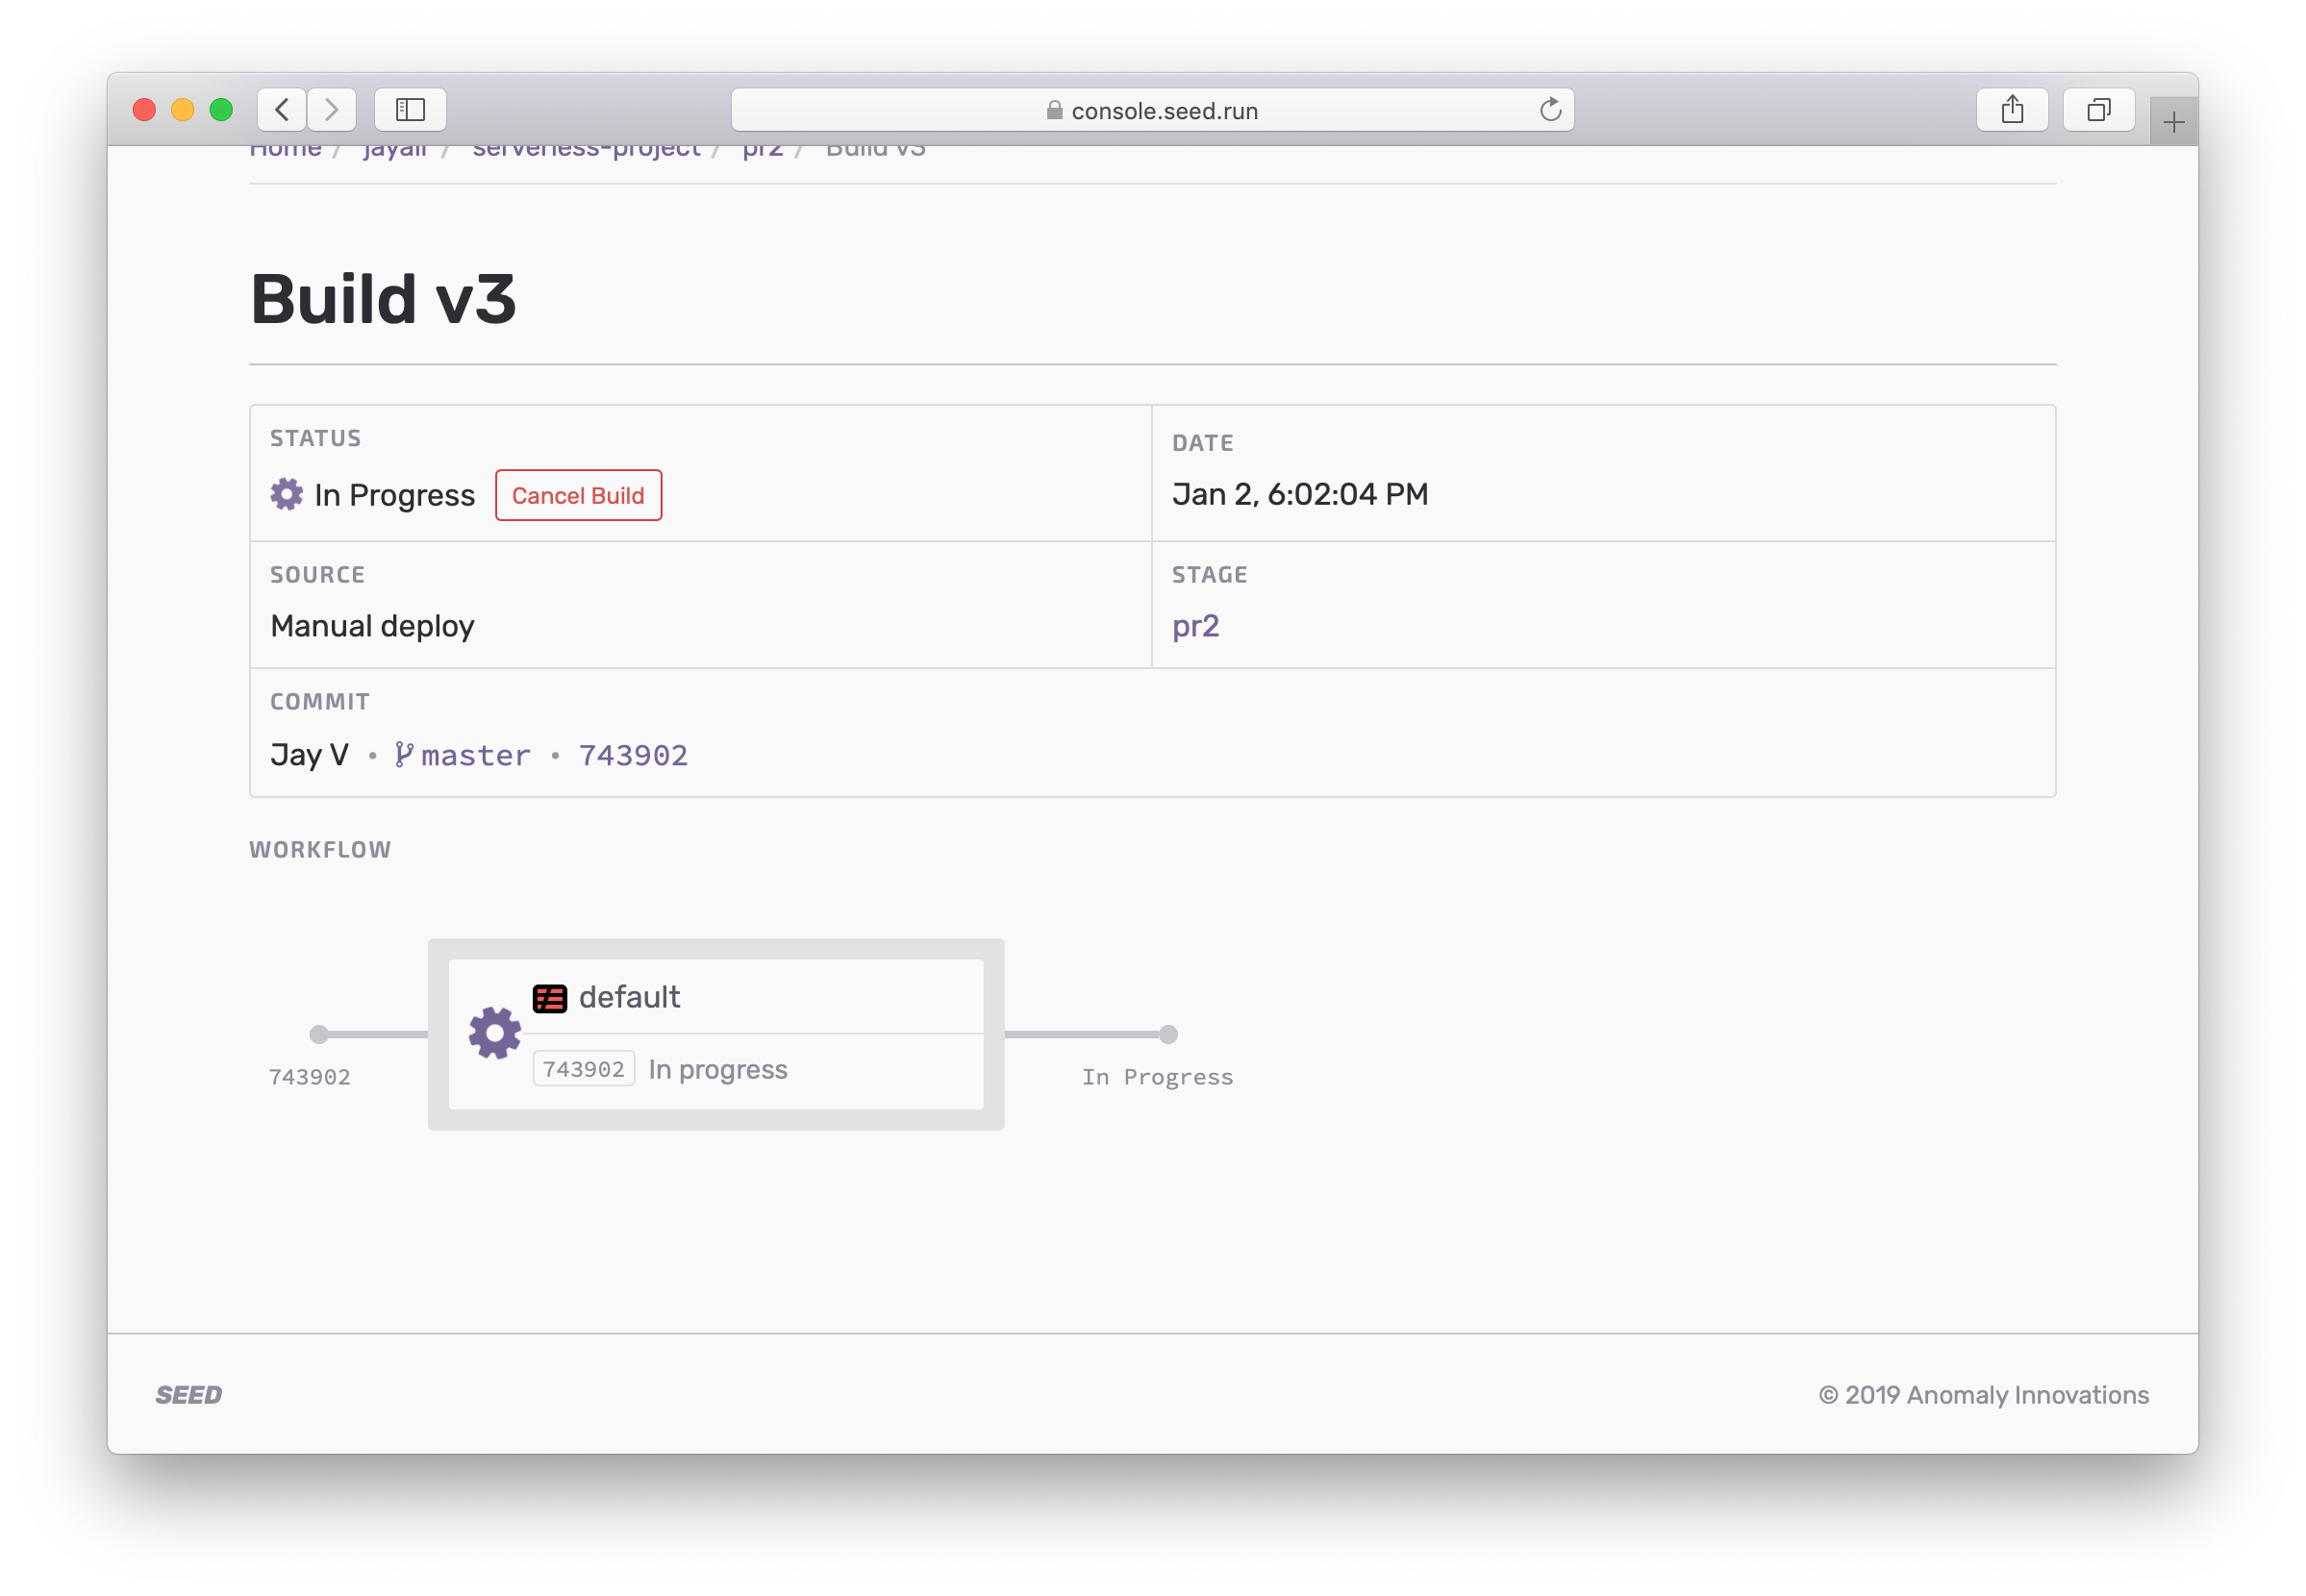 console.seed.run
Home / jayair / serverless-project / pr2 / Build v3
Build v3
STATUS
In Progress
Cancel Build
DATE
Jan 2, 6:02:04 PM
SOURCE
Manual deploy
STAGE
pr2
COMMIT
Jay V • master • 743902
WORKFLOW
default
743902 In progress
743902
In Progress
SEED
© 2019 Anomaly Innovations